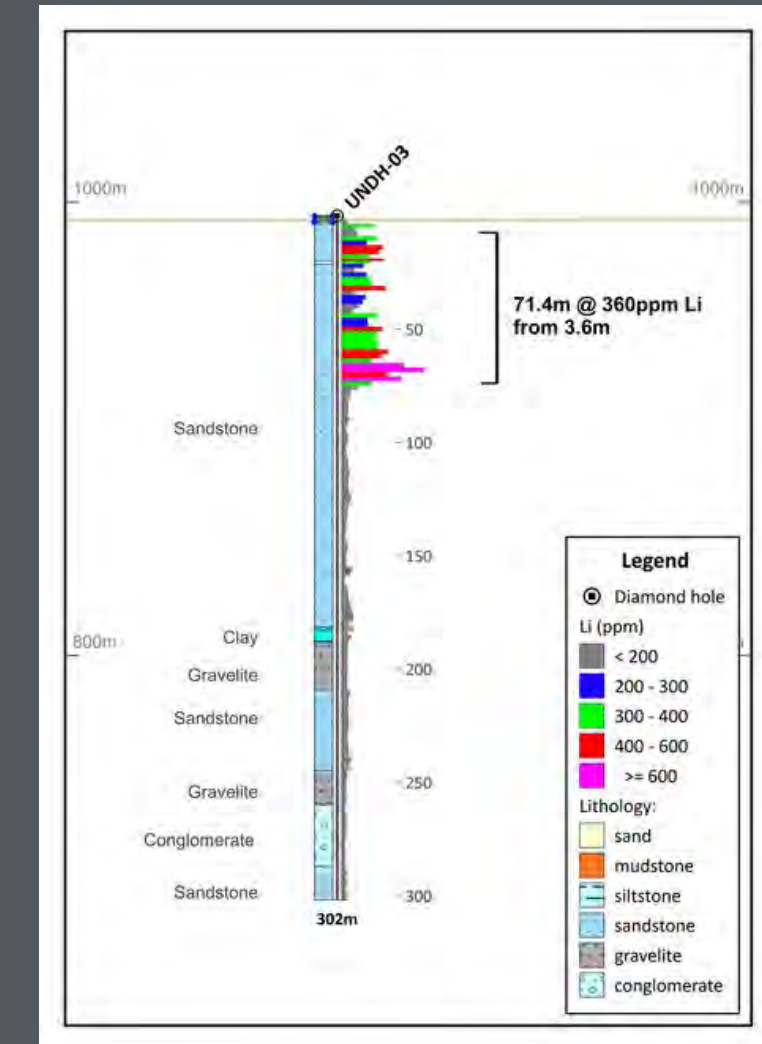 UNDH-03
1000m
1000m
71.4m @ 360ppm Li
from 3.6m
50
Sandstone
100
150
Legend
Diamond hole
Li (ppm)
< 200
200 - 300
300 - 400
400 - 600
>= 600
Lithology:
sand
mudstone
siltstone
sandstone
gravelite
conglomerate
Clay
800m
Gravelite
200
Sandstone
250
Gravelite
Conglomerate
Sandstone
300
302m